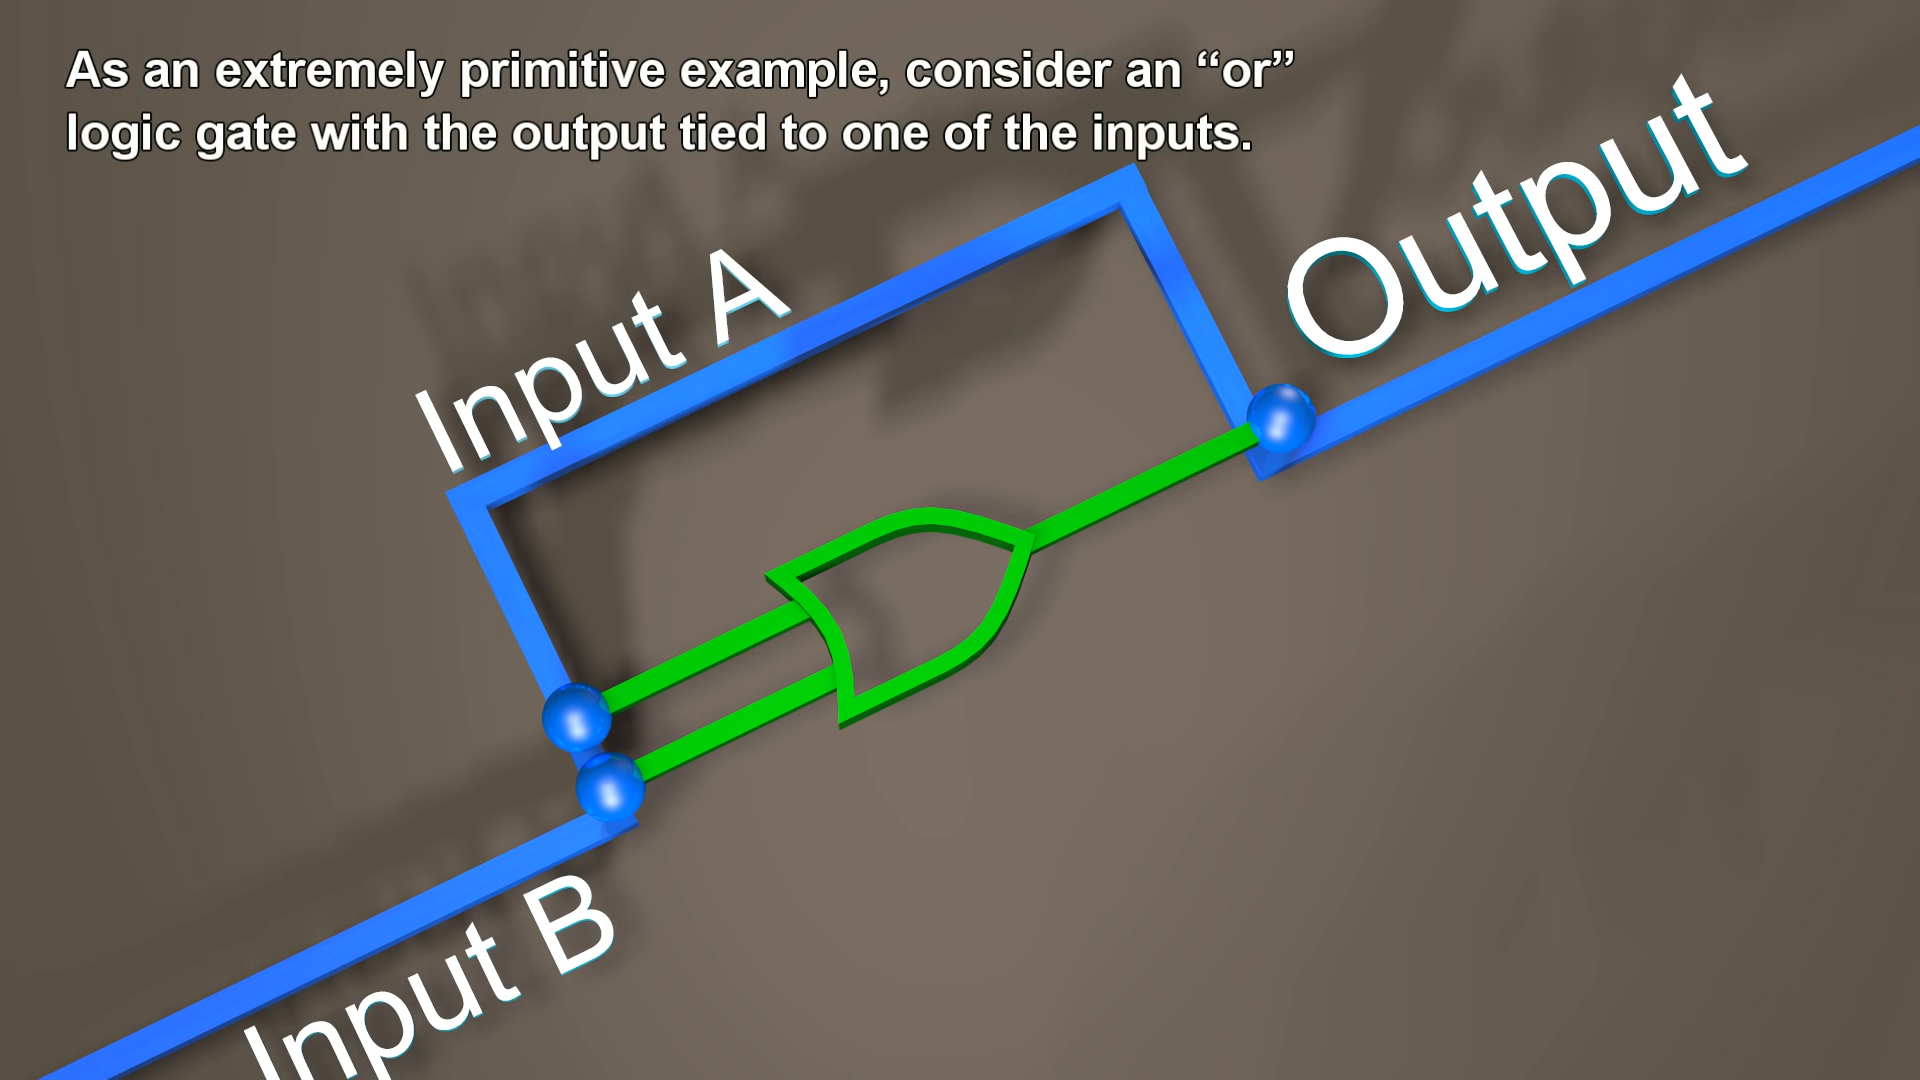 As an extremely primitive example, consider an “or”
logic gate with the output tied to one of the inputs.
Output
Input A
Input B